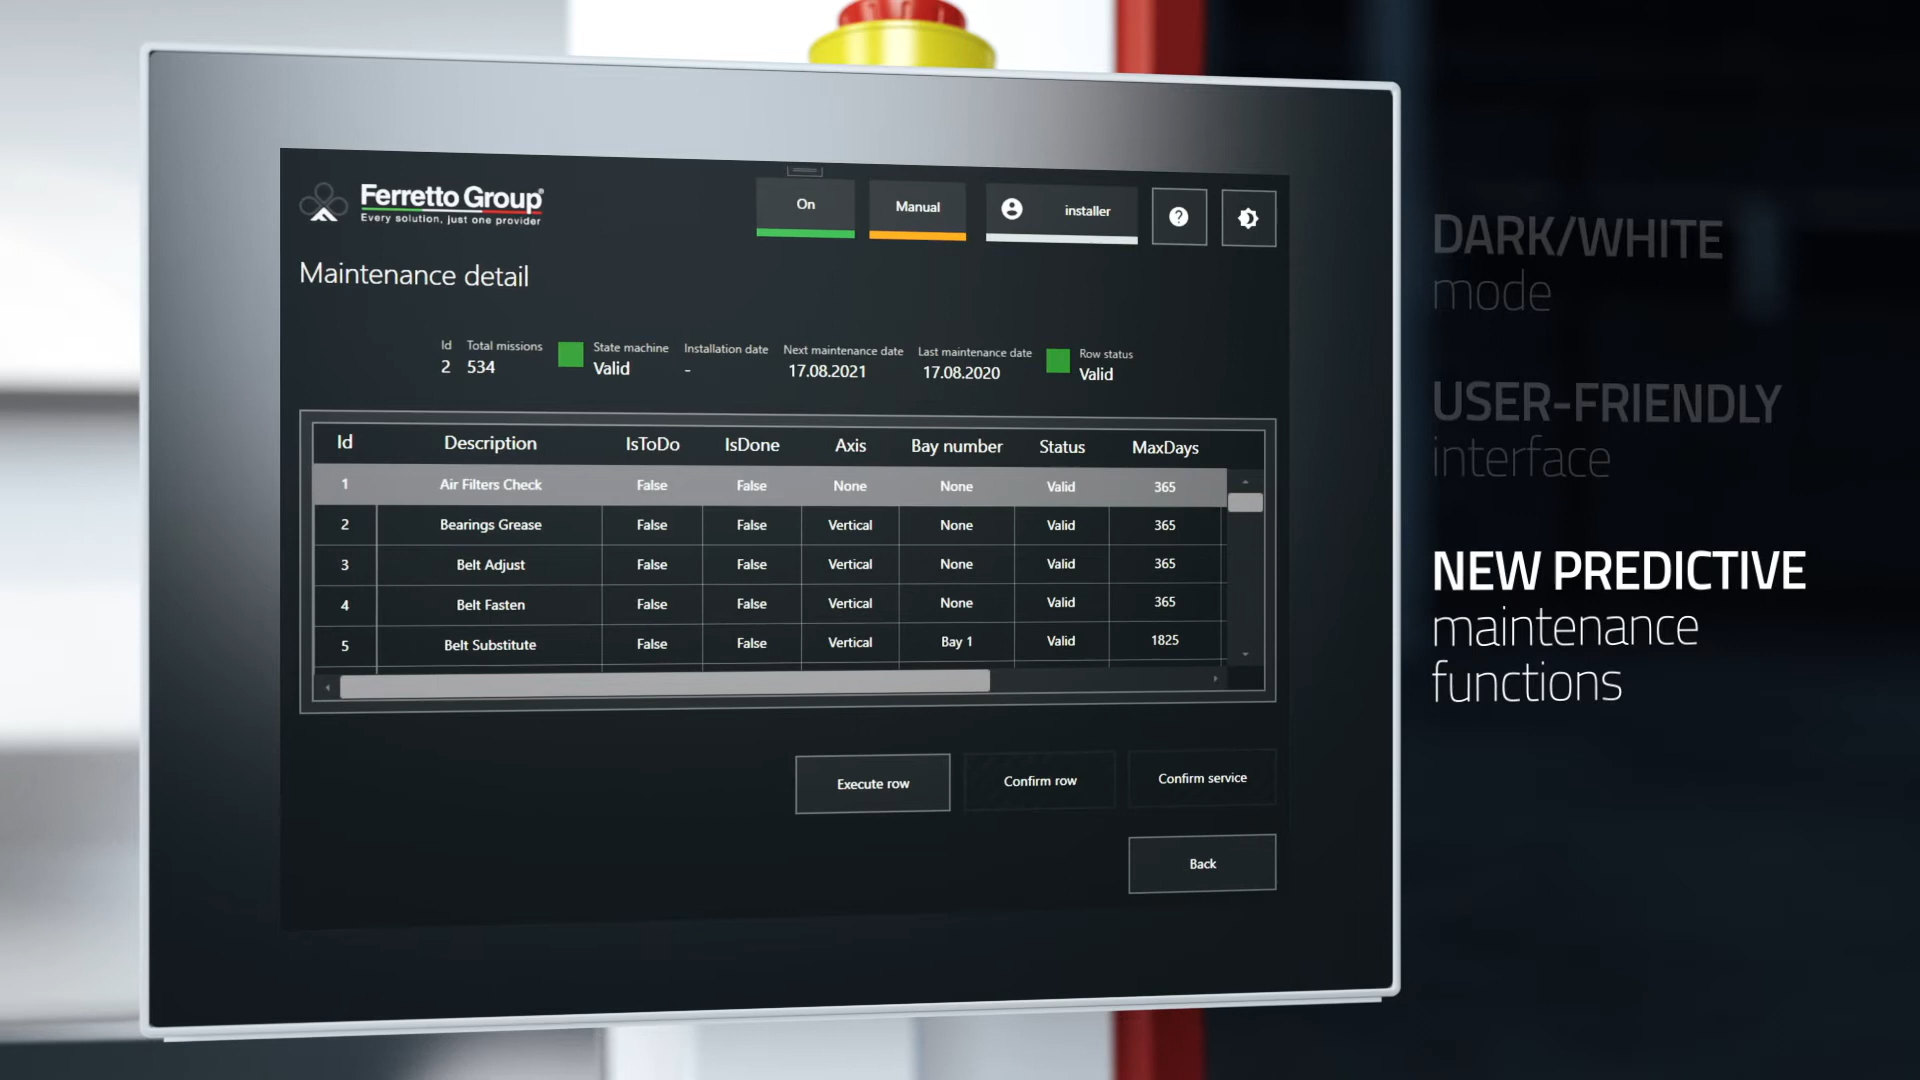 Ferretto Group®
Every solution, just one provider
On
Manual
installer
Maintenance detail
Id Total missions State machine Installation date Next maintenance date Last maintenance date Row status
2 534 Valid - 17.08.2021 17.08.2020 Valid
Id Description IsToDo IsDone Axis Bay number Status MaxDays
1 Air Filters Check False False None None Valid 365
2 Bearings Grease False False Vertical None Valid 365
3 Belt Adjust False False Vertical None Valid 365
4 Belt Fasten False False Vertical None Valid 365
5 Belt Substitute False False Vertical Bay 1 Valid 1825
Execute row
Confirm row
Confirm service
Back
DARK/WHITE
mode
USER-FRIENDLY
interface
NEW PREDICTIVE
maintenance
functions